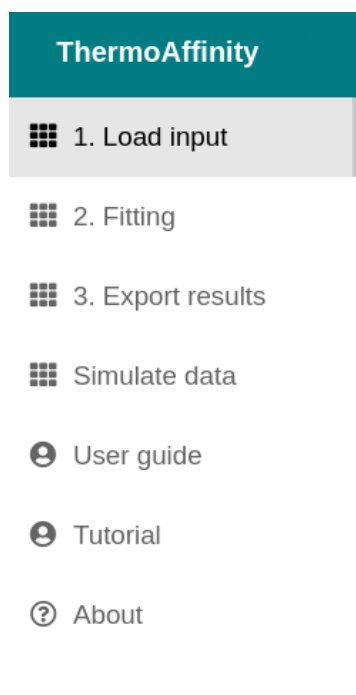 ThermoAffinity
1. Load input
2. Fitting
3. Export results
Simulate data
User guide
Tutorial
About